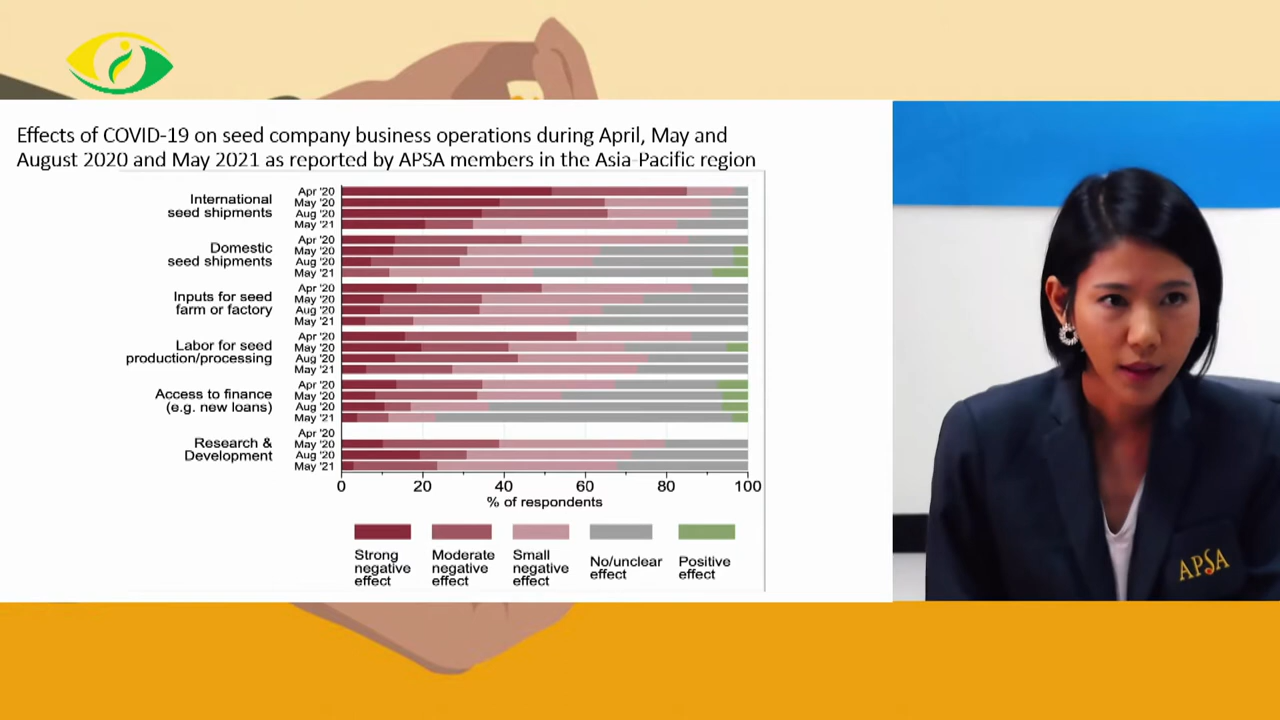 Effects of COVID-19 on seed company business operations during April, May and
August 2020 and May 2021 as reported by APSA members in the Asia-Pacific region
International
seed shipments
Apr '20
May '20
Aug '20
May '21
Domestic
seed shipments
Apr '20
May '20
Aug '20
May '21
Inputs for seed
farm or factory
Apr '20
May '20
Aug '20
May '21
Labor for seed
production/processing
Apr '20
May '20
Aug '20
May '21
Access to finance
(e.g. new loans)
Apr '20
May '20
Aug '20
May '21
Research &
Development
Apr '20
May '20
Aug '20
May '21
0 20 40 60 80 100
% of respondents
Strong
negative
effect
Moderate
negative
effect
Small
negative
effect
No/unclear
effect
Positive
effect
APSA